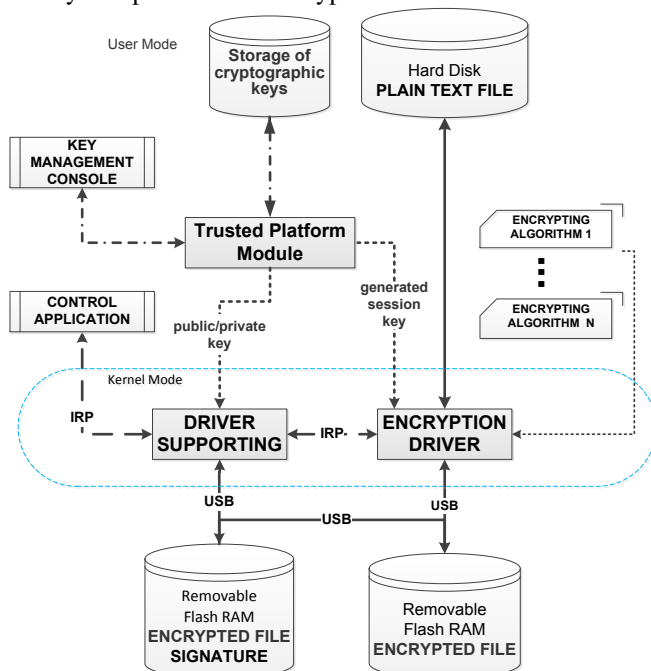 User Mode
Storage of
cryptographic
keys
Hard Disk
PLAIN TEXT FILE
KEY
MANAGEMENT
CONSOLE
Trusted Platform
Module
ENCRYPTING
ALGORITHM 1
ENCRYPTING
ALGORITHM N
generated
session
key
CONTROL
APPLICATION
public/private
key
Kernel Mode
IRP
DRIVER
SUPPORTING
IRP
ENCRYPTION
DRIVER
USB
USB
USB
Removable
Flash RAM
ENCRYPTED FILE
SIGNATURE
Removable
Flash RAM
ENCRYPTED FILE